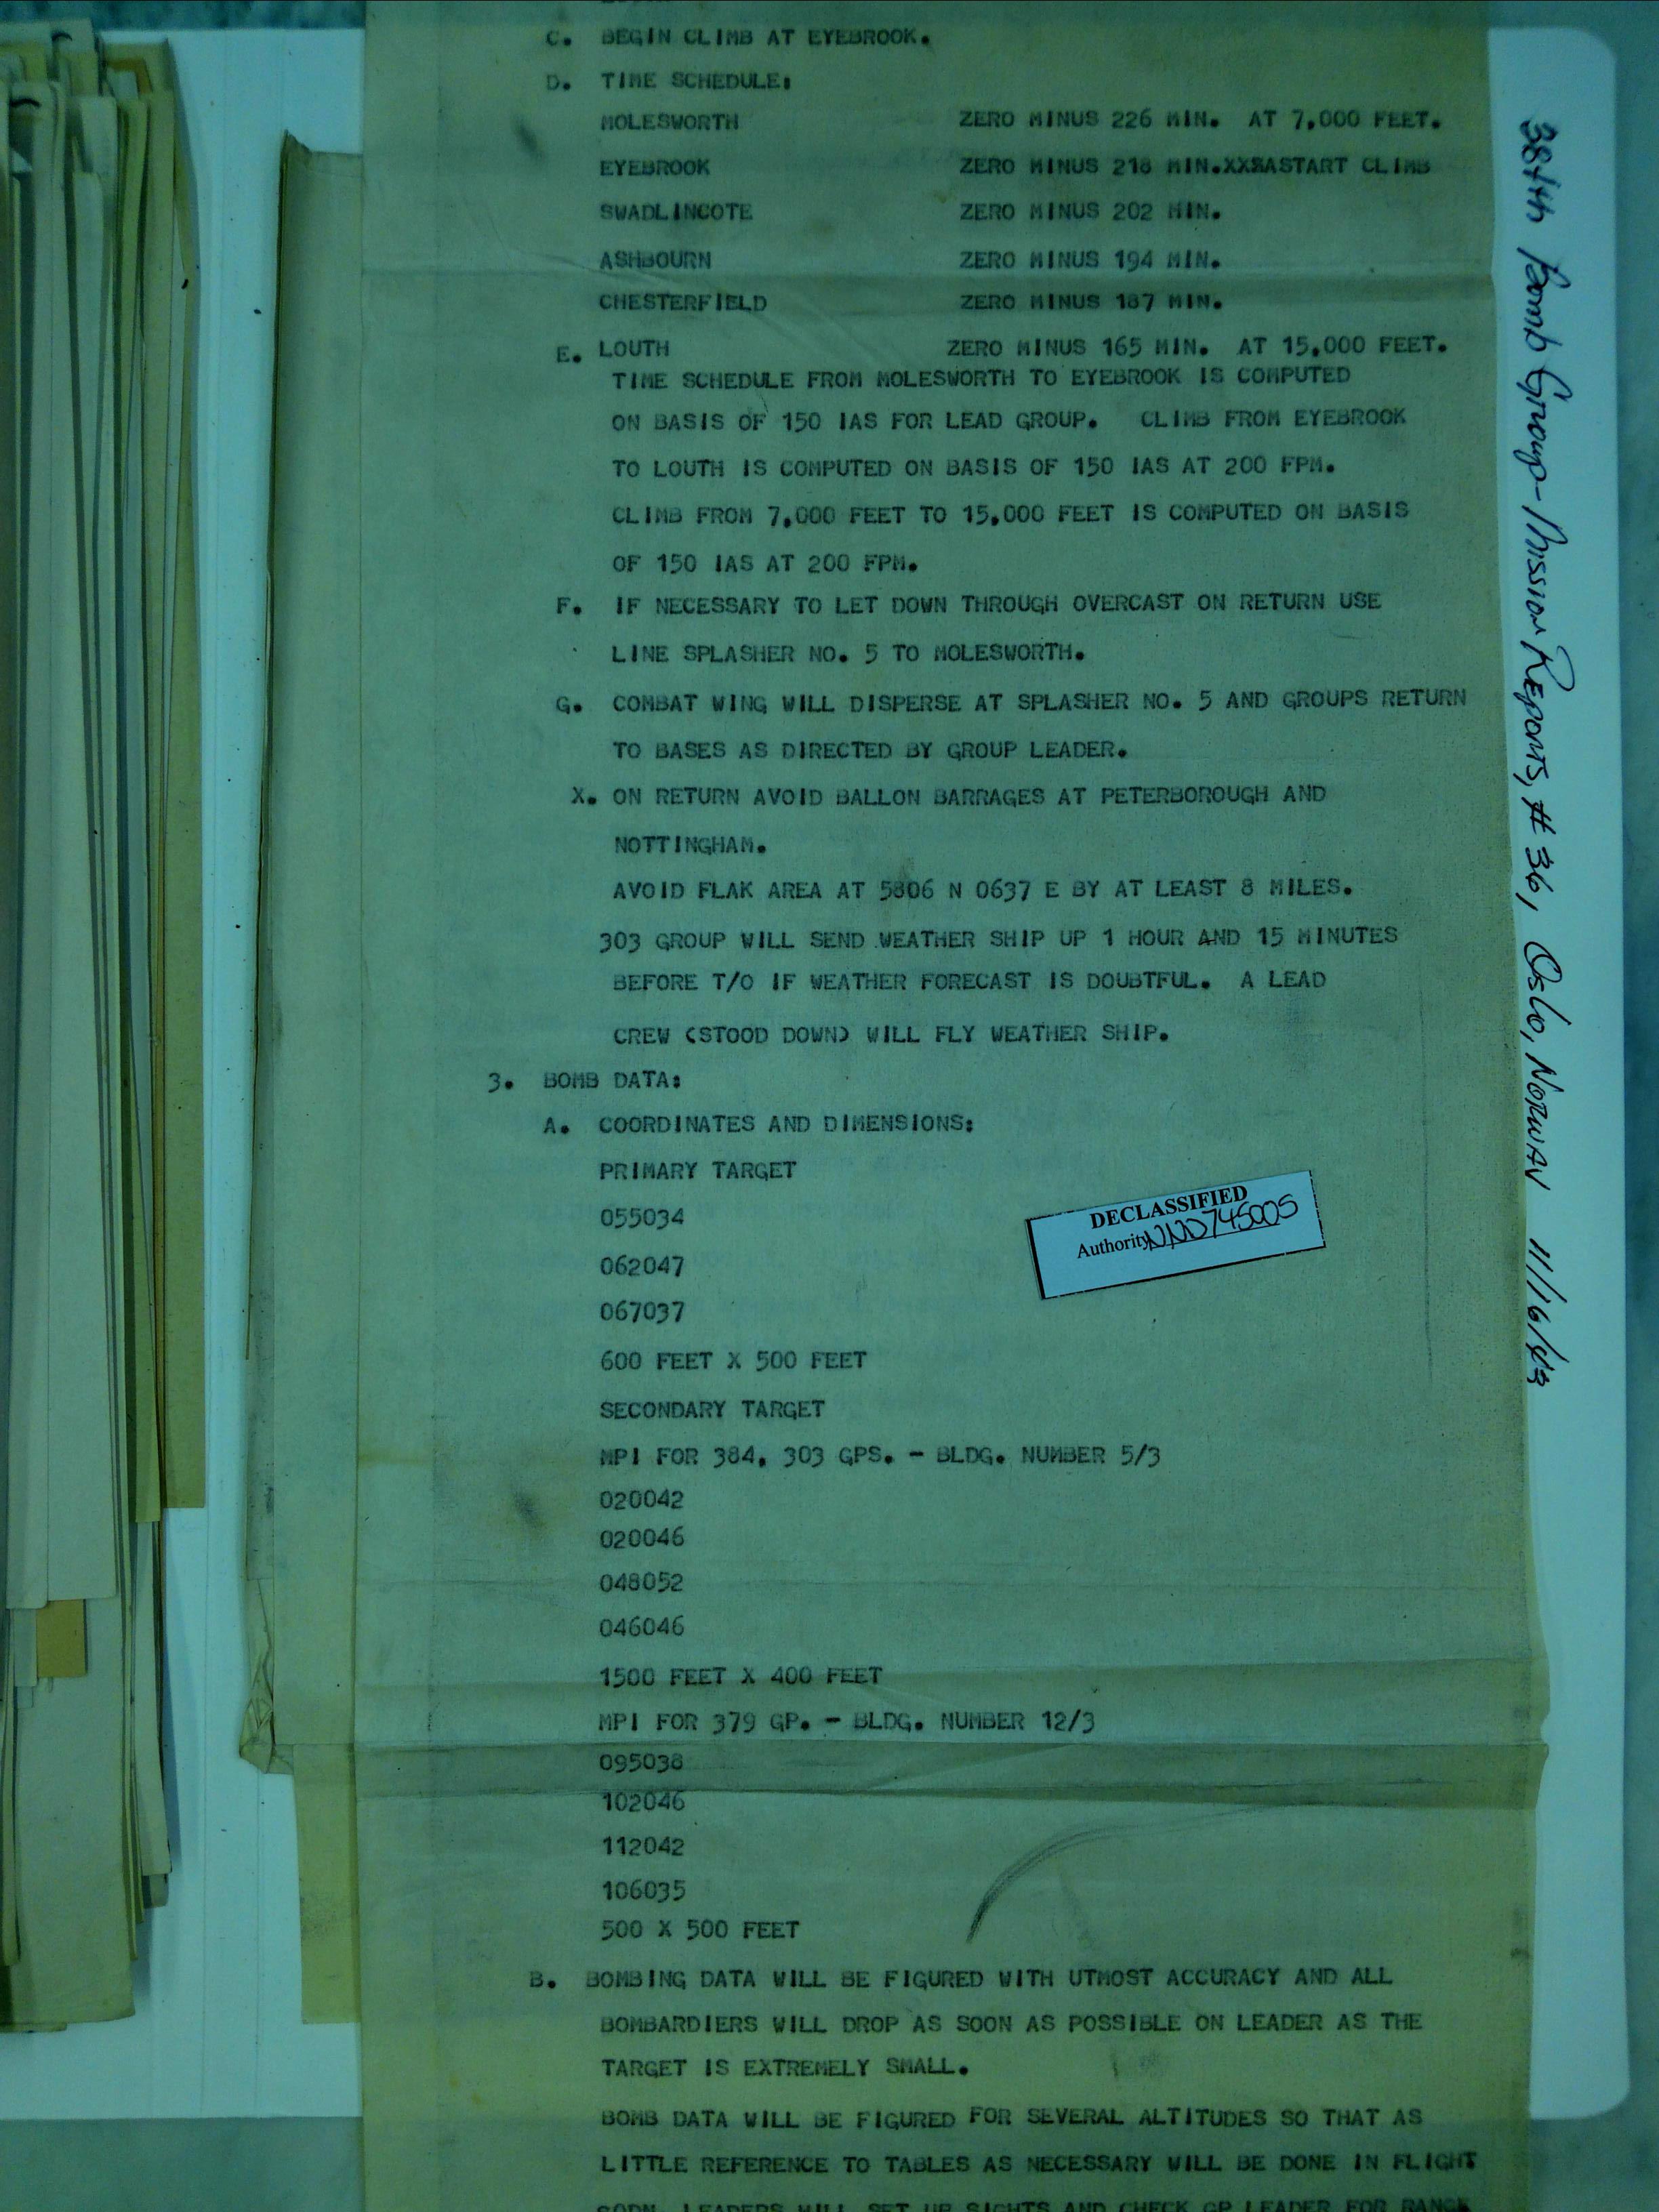 C. BEGIN CLIMB AT EYEBROOK.
D. TIME SCHEDULE:
MOLESWORTH ZERO MINUS 226 MIN. AT 7,000 FEET.
EYEBROOK ZERO MINUS 218 MIN.XXXASTART CLIMB
SWADLINCOTE ZERO MINUS 202 MIN.
ASHBOURN ZERO MINUS 194 MIN.
CHESTERFIELD ZERO MINUS 187 MIN.
E. LOUTH ZERO MINUS 165 MIN. AT 15,000 FEET.
TIME SCHEDULE FROM MOLESWORTH TO EYEBROOK IS COMPUTED
ON BASIS OF 150 IAS FOR LEAD GROUP. CLIMB FROM EYEBROOK
TO LOUTH IS COMPUTED ON BASIS OF 150 IAS AT 200 FPM.
CLIMB FROM 7,000 FEET TO 15,000 FEET IS COMPUTED ON BASIS
OF 150 IAS AT 200 FPM.
F. IF NECESSARY TO LET DOWN THROUGH OVERCAST ON RETURN USE
LINE SPLASHER NO. 5 TO MOLESWORTH.
G. COMBAT WING WILL DISPERSE AT SPLASHER NO. 5 AND GROUPS RETURN
TO BASES AS DIRECTED BY GROUP LEADER.
X. ON RETURN AVOID BALLON BARRAGES AT PETERBOROUGH AND
NOTTINGHAM.
AVOID FLAK AREA AT 5806 N 0637 E BY AT LEAST 8 MILES.
303 GROUP WILL SEND WEATHER SHIP UP 1 HOUR AND 15 MINUTES
BEFORE T/O IF WEATHER FORECAST IS DOUBTFUL. A LEAD
CREW (STOOD DOWN) WILL FLY WEATHER SHIP.
3. BOMB DATA:
A. COORDINATES AND DIMENSIONS:
PRIMARY TARGET
055034
062047
067037
600 FEET X 500 FEET
SECONDARY TARGET
MPI FOR 384, 303 GPS. - BLDG. NUMBER 5/3
020042
020046
048052
046046
1500 FEET X 400 FEET
MPI FOR 379 GP. - BLDG. NUMBER 12/3
095038
102046
112042
106035
500 X 500 FEET
B. BOMBING DATA WILL BE FIGURED WITH UTMOST ACCURACY AND ALL
BOMBARDIERS WILL DROP AS SOON AS POSSIBLE ON LEADER AS THE
TARGET IS EXTREMELY SMALL.
BOMB DATA WILL BE FIGURED FOR SEVERAL ALTITUDES SO THAT AS
LITTLE REFERENCE TO TABLES AS NECESSARY WILL BE DONE IN FLIGHT
SQDN. LEADERS WILL SET UP SIGHTS AND CHECK GP LEADER FOR RANGE
DECLASSIFIED
Authority NND745005
384th Bomb Group-Mission Reports, #36, Oslo, Norway 11/16/43